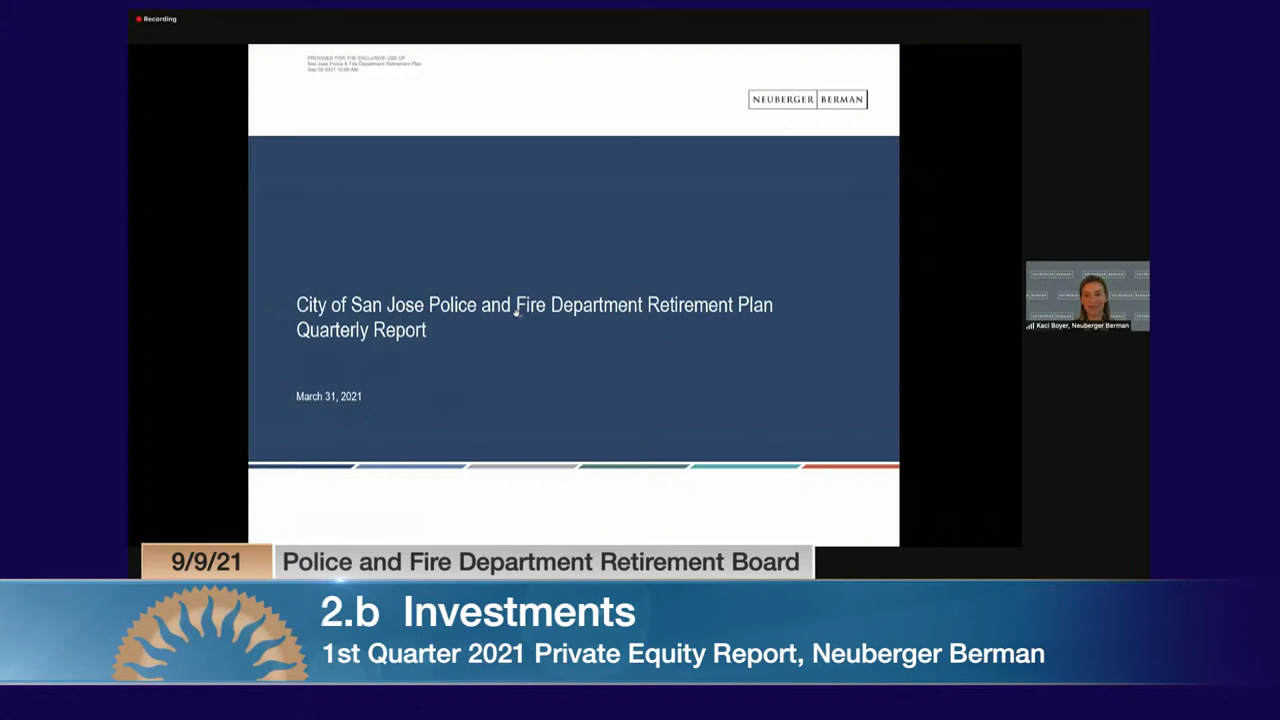 Recording
PROVIDED FOR THE EXCLUSIVE USE OF
San Jose Police & Fire Department Retirement Plan
Sep 09 2021 10:58 AM
NEUBERGER BERMAN
City of San Jose Police and Fire Department Retirement Plan
Quarterly Report
March 31, 2021
Kaci Boyer, Neuberger Berman
9/9/21 Police and Fire Department Retirement Board
2.b Investments
1st Quarter 2021 Private Equity Report, Neuberger Berman